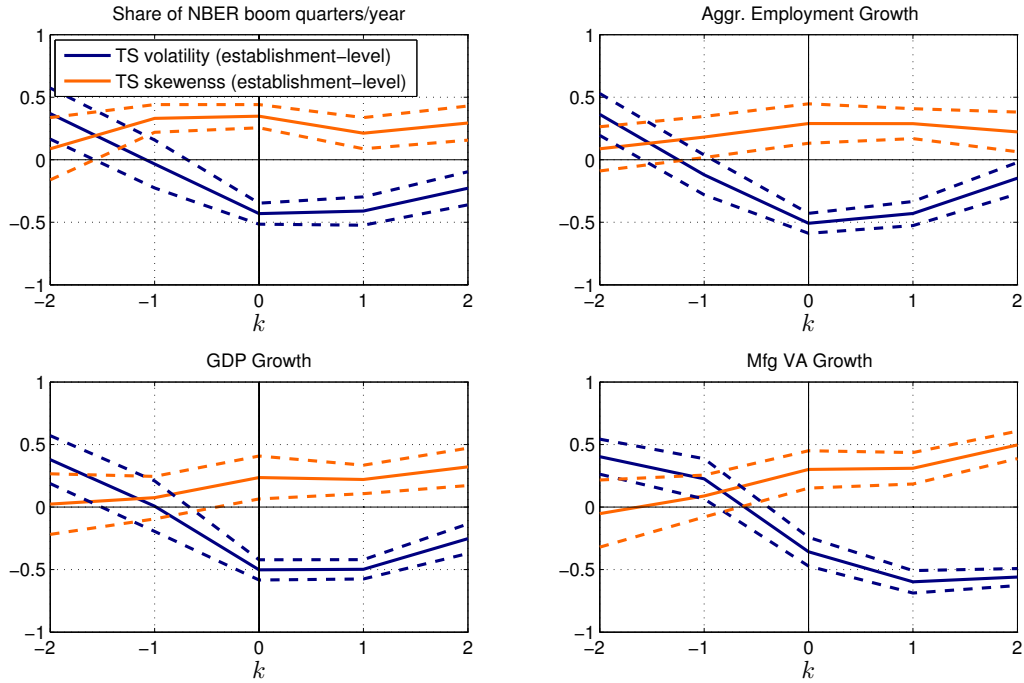 Share of NBER boom quarters/year
1
0.5
0
−0.5
−1
TS volatility (establishment−level)
TS skewenss (establishment−level)
−2 −1 0 1 2
k
Aggr. Employment Growth
1
0.5
0
−0.5
−1
−2 −1 0 1 2
k
GDP Growth
1
0.5
0
−0.5
−1
−2 −1 0 1 2
k
Mfg VA Growth
1
0.5
0
−0.5
−1
−2 −1 0 1 2
k